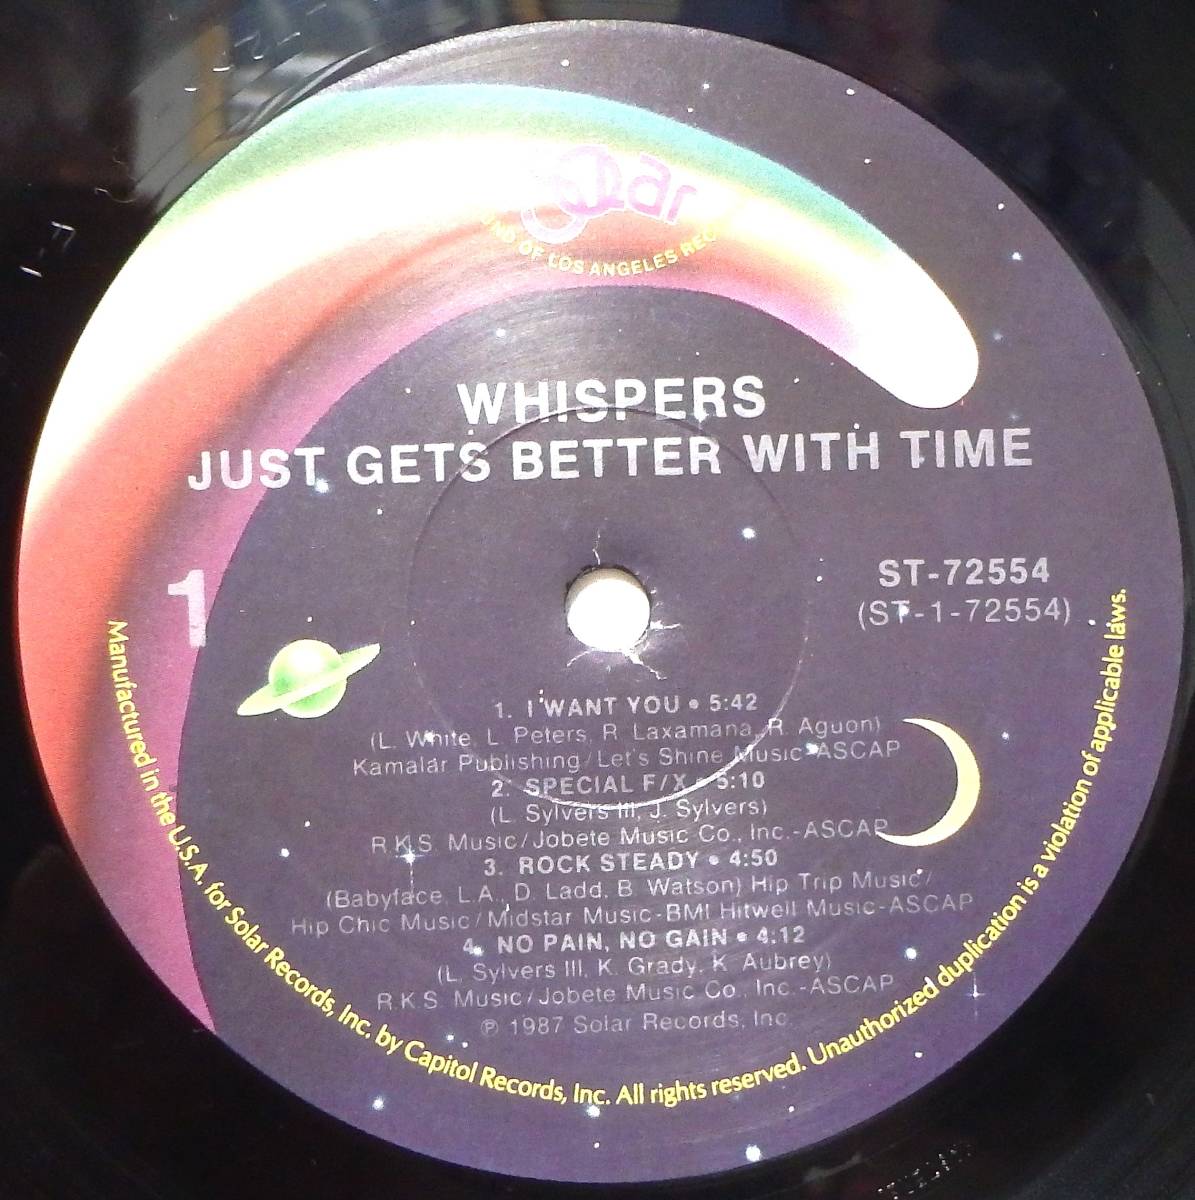 Solar
ND OF LOS ANGELES REC
WHISPERS
JUST GETS BETTER WITH TIME
1
ST-72554
(ST-1-72554)
1. I WANT YOU • 5:42
(L. White, L. Peters, R. Laxamana, R. Aguon)
Kamalar Publishing/Let's Shine Music-ASCAP
2. SPECIAL F/X • 5:10
(L. Sylvers III, J. Sylvers)
R.K.S. Music/Jobete Music Co., Inc.-ASCAP
3. ROCK STEADY • 4:50
(Babyface, L.A., D. Ladd, B. Watson) Hip Trip Music/
Hip Chic Music/Midstar Music-BMI Hitwell Music-ASCAP
4. NO PAIN, NO GAIN • 4:12
(L. Sylvers III, K. Grady, K. Aubrey)
R.K.S. Music/Jobete Music Co., Inc.-ASCAP
℗ 1987 Solar Records, Inc.
Manufactured in the U.S.A. for Solar Records, Inc. by Capitol Records, Inc. All rights reserved. Unauthorized duplication is a violation of applicable laws.